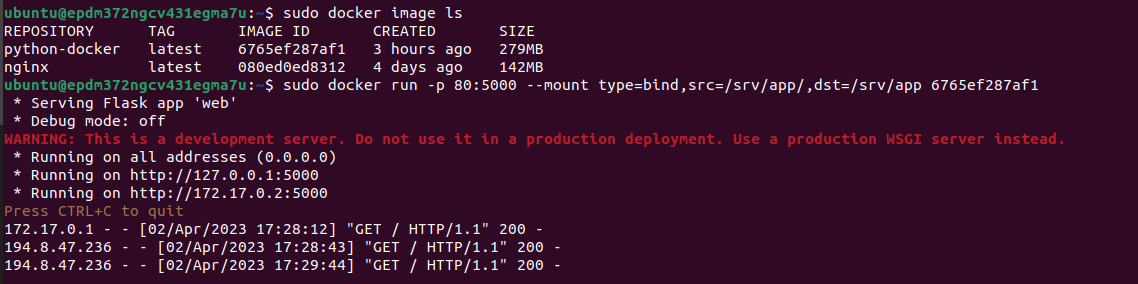 ubuntu@epdm372ngcv431egma7u:~$ sudo docker image ls
REPOSITORY      TAG       IMAGE ID       CREATED       SIZE
python-docker   latest    6765ef287af1   3 hours ago   279MB
nginx           latest    080ed0ed8312   4 days ago    142MB
ubuntu@epdm372ngcv431egma7u:~$ sudo docker run -p 80:5000 --mount type=bind,src=/srv/app/,dst=/srv/app 6765ef287af1
 * Serving Flask app 'web'
 * Debug mode: off
WARNING: This is a development server. Do not use it in a production deployment. Use a production WSGI server instead.
 * Running on all addresses (0.0.0.0)
 * Running on http://127.0.0.1:5000
 * Running on http://172.17.0.2:5000
Press CTRL+C to quit
172.17.0.1 - - [02/Apr/2023 17:28:12] "GET / HTTP/1.1" 200 -
194.8.47.236 - - [02/Apr/2023 17:28:43] "GET / HTTP/1.1" 200 -
194.8.47.236 - - [02/Apr/2023 17:29:44] "GET / HTTP/1.1" 200 -